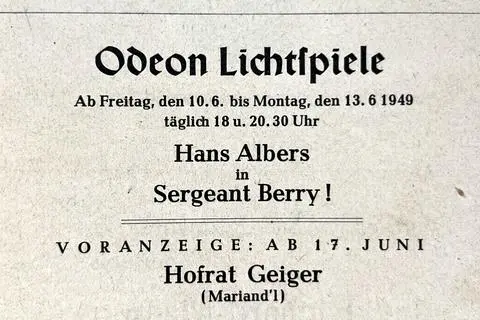 Odeon Lichtſpiele
Ab Freitag, den 10.6. bis Montag, den 13.6 1949
täglich 18 u. 20.30 Uhr
Hans Albers
in
Sergeant Berry!
VORANZEIGE: AB 17. JUNI
Hofrat Geiger
(Mariand'l)